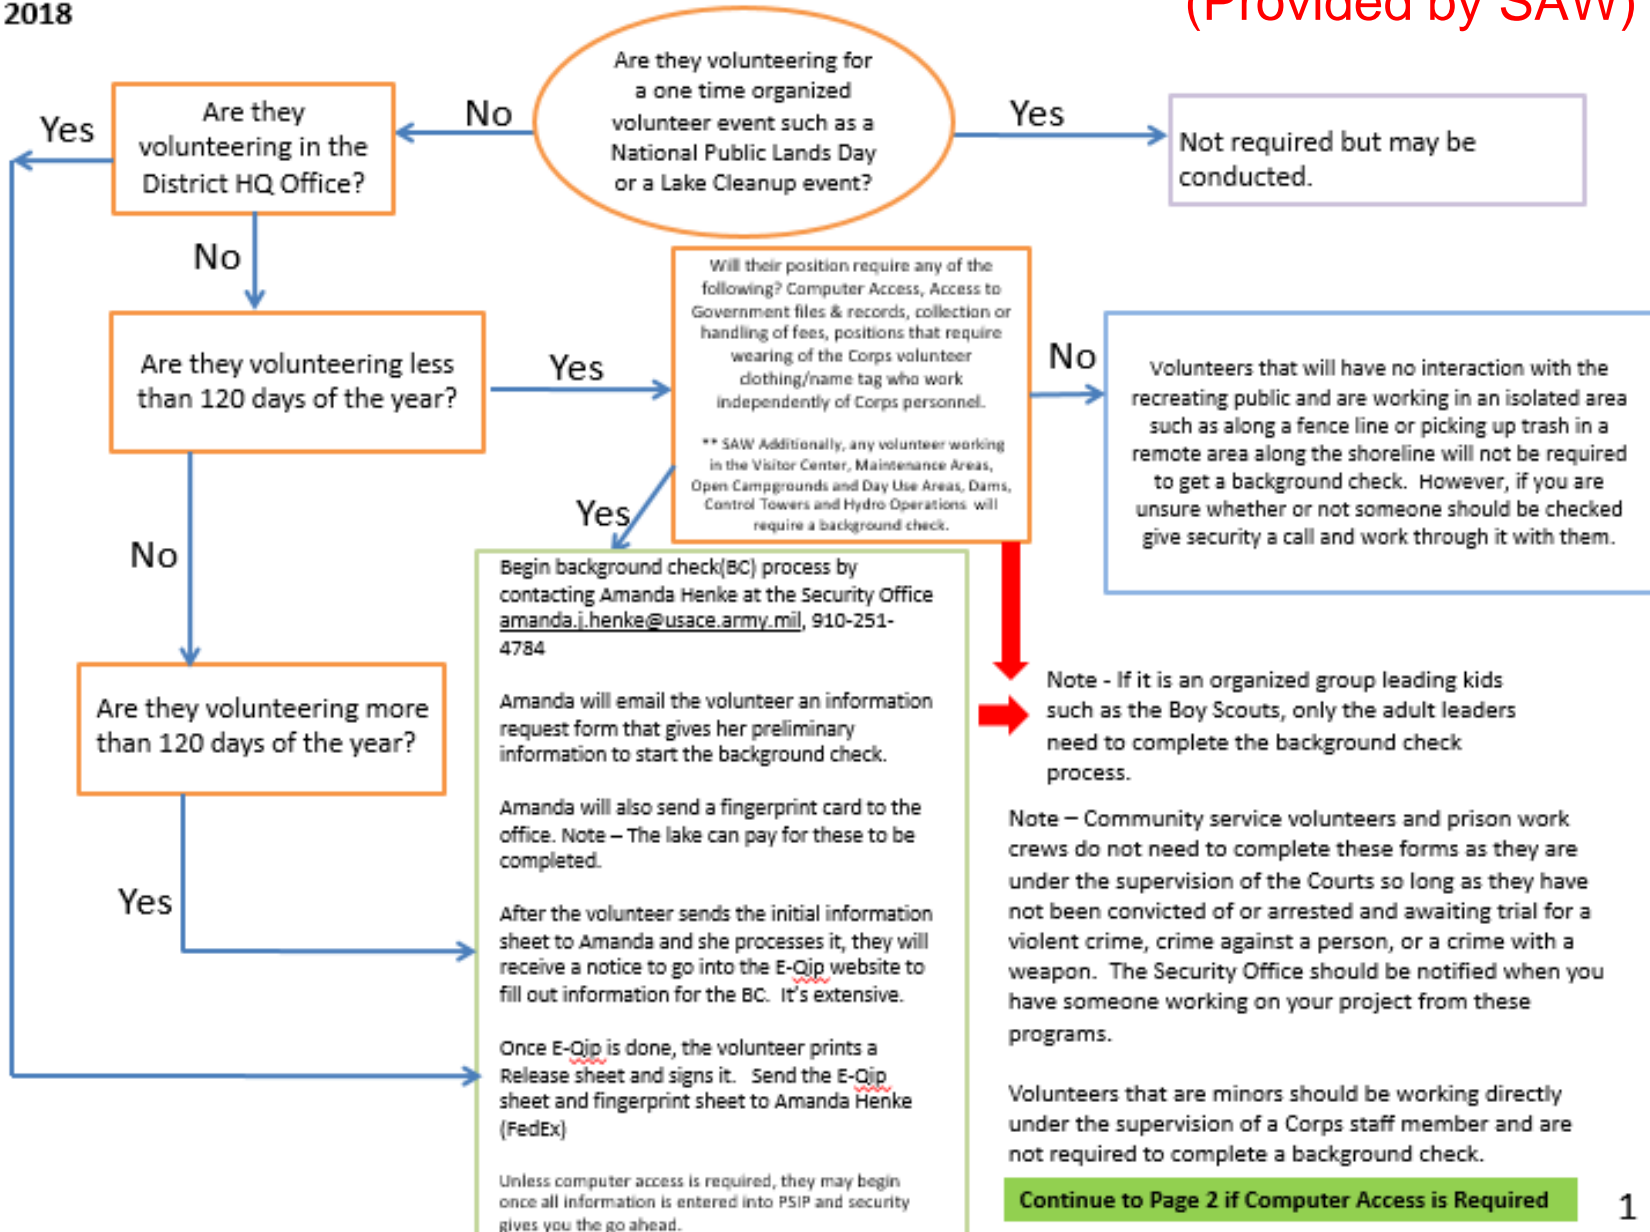 2018
(Provided by SAW)
Are they volunteering for
a one time organized
volunteer event such as a
National Public Lands Day
or a Lake Cleanup event?
No
Yes
Not required but may be
conducted.
Are they
volunteering in the
District HQ Office?
Yes
No
Are they volunteering less
than 120 days of the year?
Yes
Will their position require any of the
following? Computer Access, Access to
Government files & records, collection or
handling of fees, positions that require
wearing of the Corps volunteer
clothing/name tag who work
independently of Corps personnel.
** SAW Additionally, any volunteer working
in the Visitor Center, Maintenance Areas,
Open Campgrounds and Day Use Areas, Dams,
Control Towers and Hydro Operations will
require a background check.
No
Volunteers that will have no interaction with the
recreating public and are working in an isolated area
such as along a fence line or picking up trash in a
remote area along the shoreline will not be required
to get a background check. However, if you are
unsure whether or not someone should be checked
give security a call and work through it with them.
Yes
No
Are they volunteering more
than 120 days of the year?
Yes
Begin background check(BC) process by
contacting Amanda Henke at the Security Office
amanda.j.henke@usace.army.mil, 910-251-
4784
Amanda will email the volunteer an information
request form that gives her preliminary
information to start the background check.
Amanda will also send a fingerprint card to the
office. Note – The lake can pay for these to be
completed.
After the volunteer sends the initial information
sheet to Amanda and she processes it, they will
receive a notice to go into the E-Qip website to
fill out information for the BC. It's extensive.
Once E-Qip is done, the volunteer prints a
Release sheet and signs it. Send the E-Qip
sheet and fingerprint sheet to Amanda Henke
(FedEx)
Unless computer access is required, they may begin
once all information is entered into PSIP and security
gives you the go ahead.
Note - If it is an organized group leading kids
such as the Boy Scouts, only the adult leaders
need to complete the background check
process.
Note – Community service volunteers and prison work
crews do not need to complete these forms as they are
under the supervision of the Courts so long as they have
not been convicted of or arrested and awaiting trial for a
violent crime, crime against a person, or a crime with a
weapon. The Security Office should be notified when you
have someone working on your project from these
programs.
Volunteers that are minors should be working directly
under the supervision of a Corps staff member and are
not required to complete a background check.
Continue to Page 2 if Computer Access is Required
1